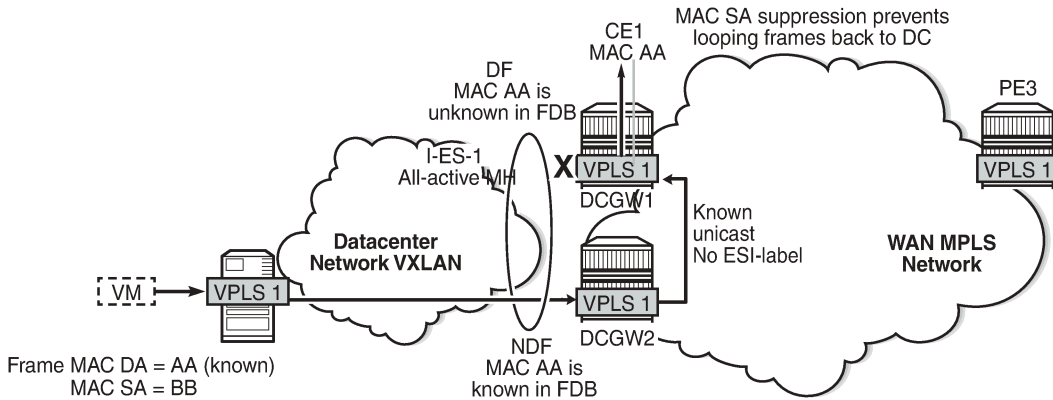 MAC SA suppression prevents
looping frames back to DC
CE1
MAC AA
DF
MAC AA is
unknown in FDB
PE3
I-ES-1
All-active MH
X
VPLS 1
VPLS 1
DCGW1
Known
unicast
No ESI-label
Datacenter
Network VXLAN
WAN MPLS
Network
VM
VPLS 1
VPLS 1
DCGW2
NDF
MAC AA is
known in FDB
Frame MAC DA = AA (known)
MAC SA = BB